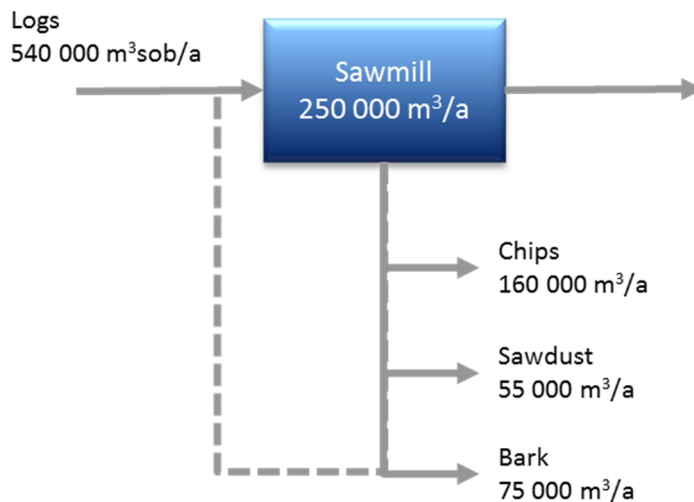 Logs
540 000 m³sob/a
Sawmill
250 000 m³/a
Chips
160 000 m³/a
Sawdust
55 000 m³/a
Bark
75 000 m³/a